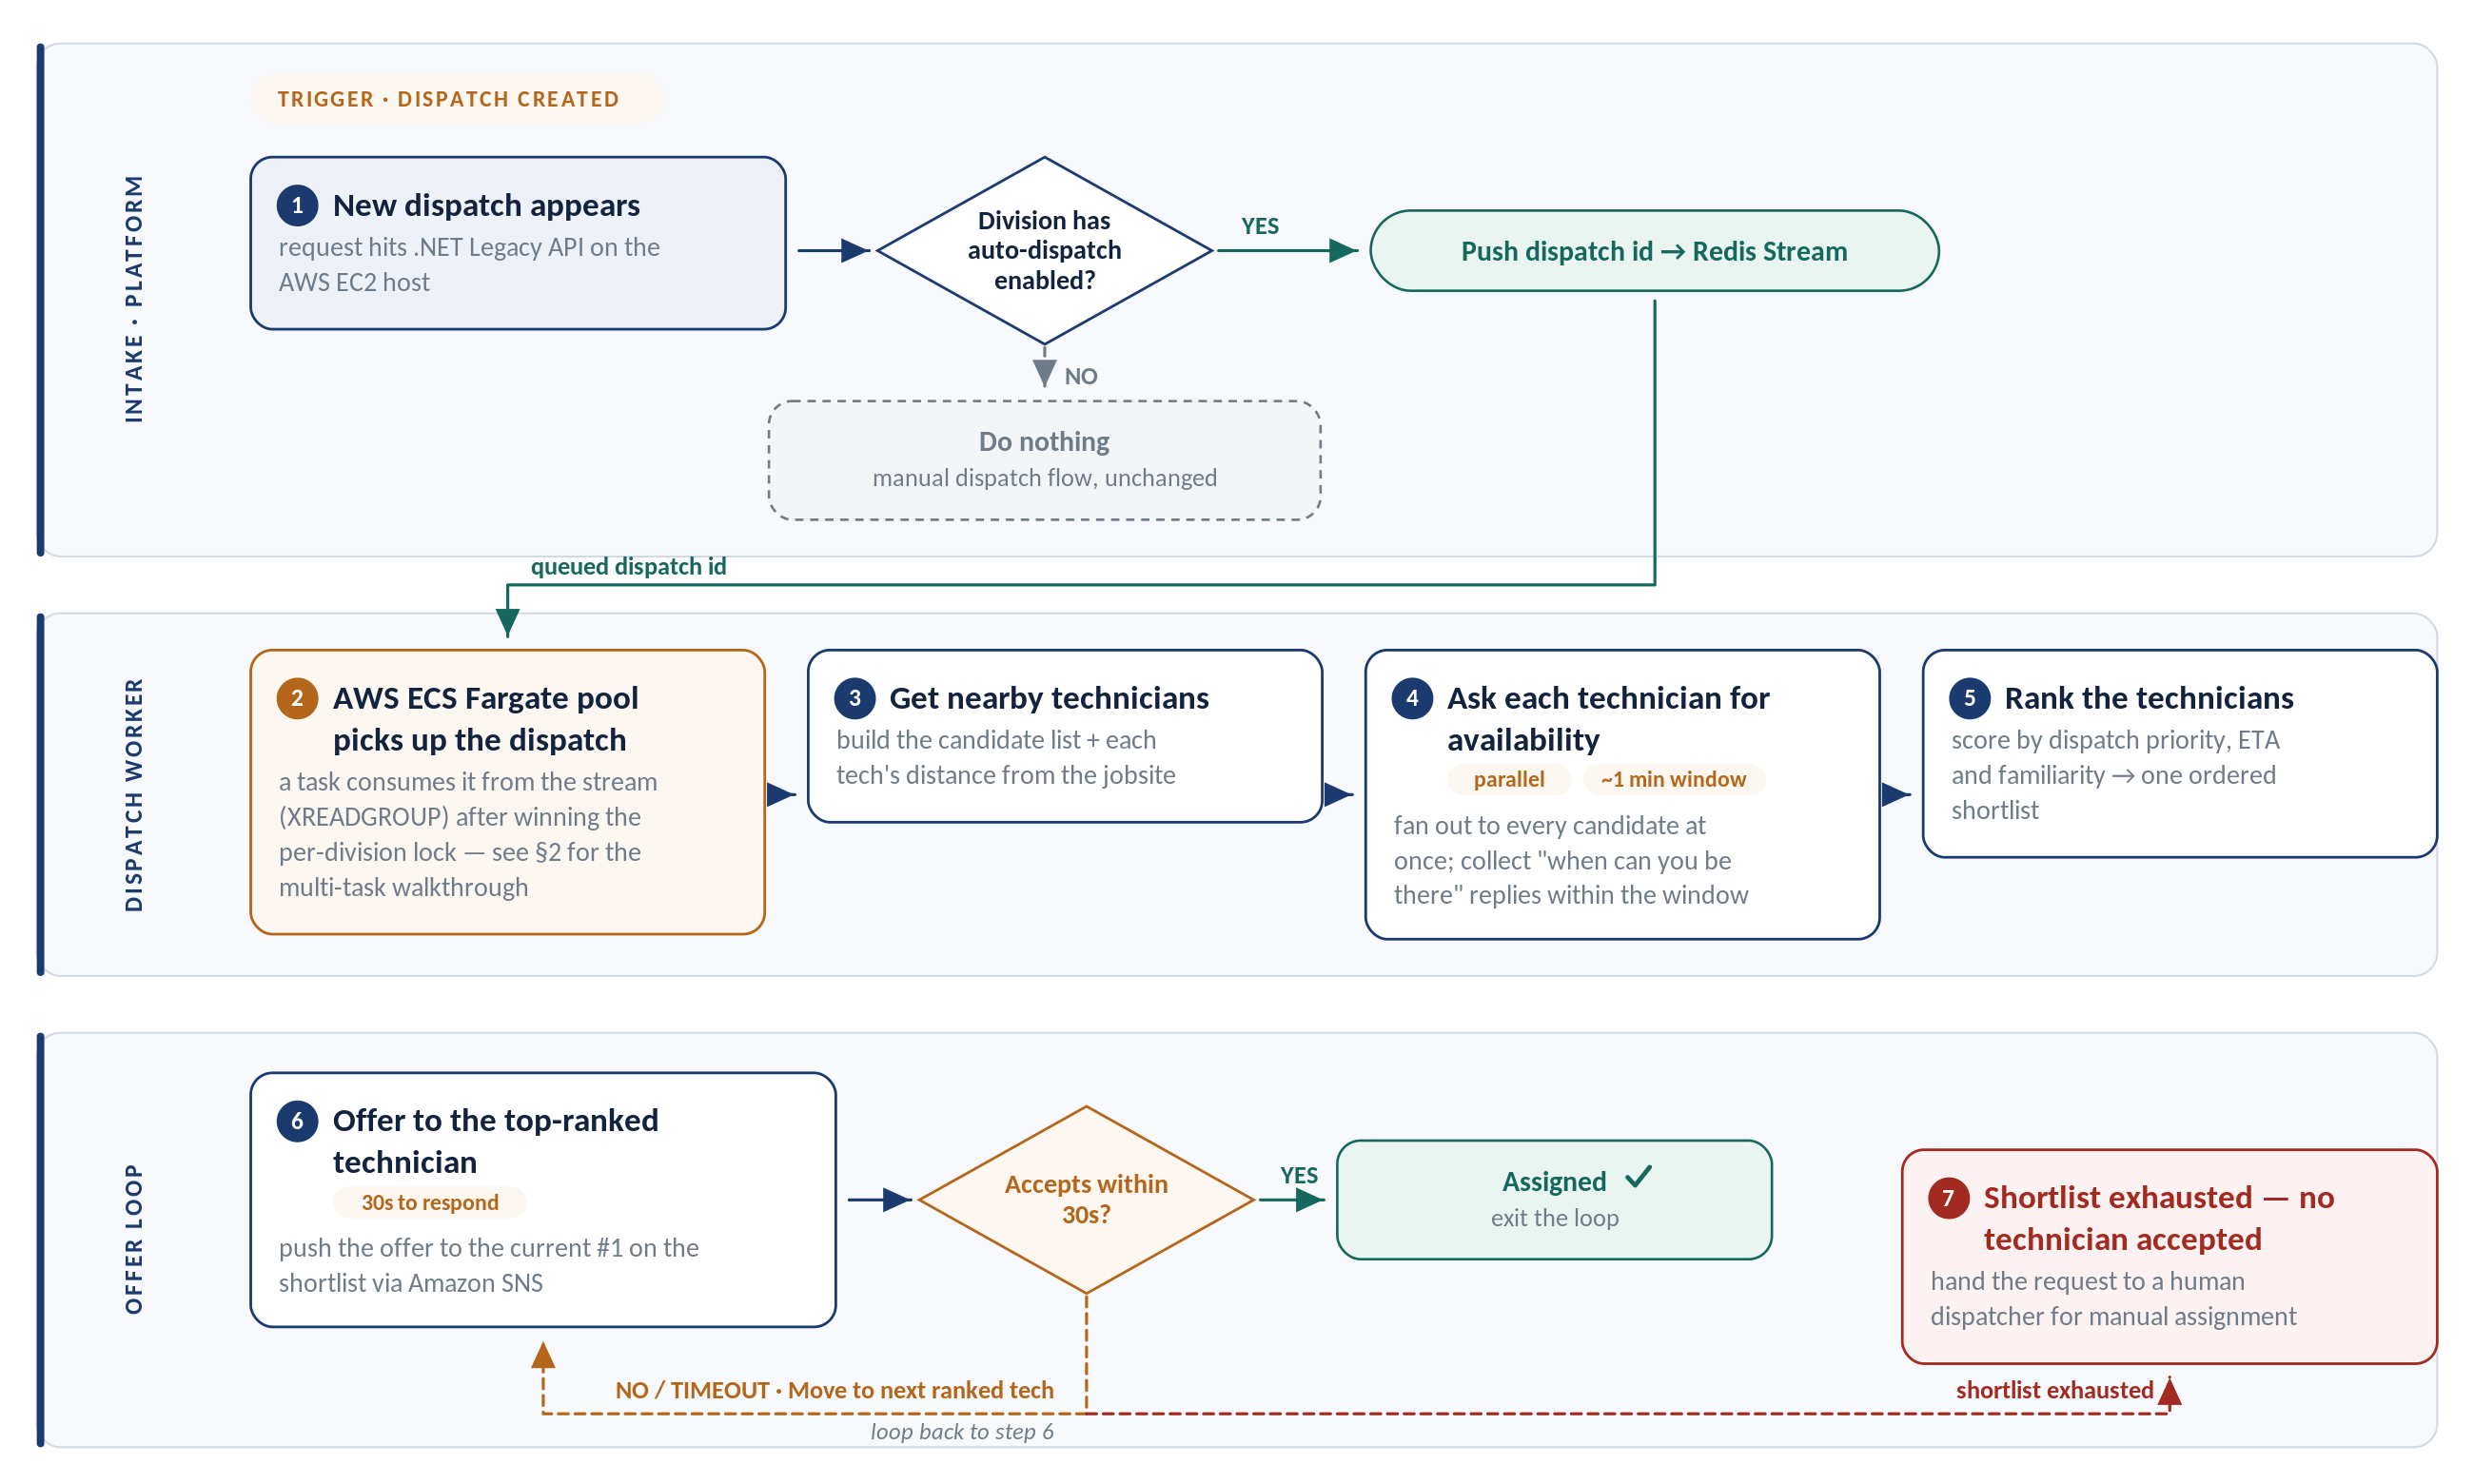 TRIGGER · DISPATCH CREATED
INTAKE · PLATFORM
1 New dispatch appears
request hits .NET Legacy API on the
AWS EC2 host
Division has
auto-dispatch
enabled?
YES
Push dispatch id → Redis Stream
NO
Do nothing
manual dispatch flow, unchanged
queued dispatch id
DISPATCH WORKER
2 AWS ECS Fargate pool
picks up the dispatch
a task consumes it from the stream
(XREADGROUP) after winning the
per-division lock — see §2 for the
multi-task walkthrough
3 Get nearby technicians
build the candidate list + each
tech's distance from the jobsite
4 Ask each technician for
availability
parallel
~1 min window
fan out to every candidate at
once; collect "when can you be
there" replies within the window
5 Rank the technicians
score by dispatch priority, ETA
and familiarity → one ordered
shortlist
OFFER LOOP
6 Offer to the top-ranked
technician
30s to respond
push the offer to the current #1 on the
shortlist via Amazon SNS
Accepts within
30s?
YES
Assigned ✓
exit the loop
7 Shortlist exhausted — no
technician accepted
hand the request to a human
dispatcher for manual assignment
NO / TIMEOUT · Move to next ranked tech
loop back to step 6
shortlist exhausted